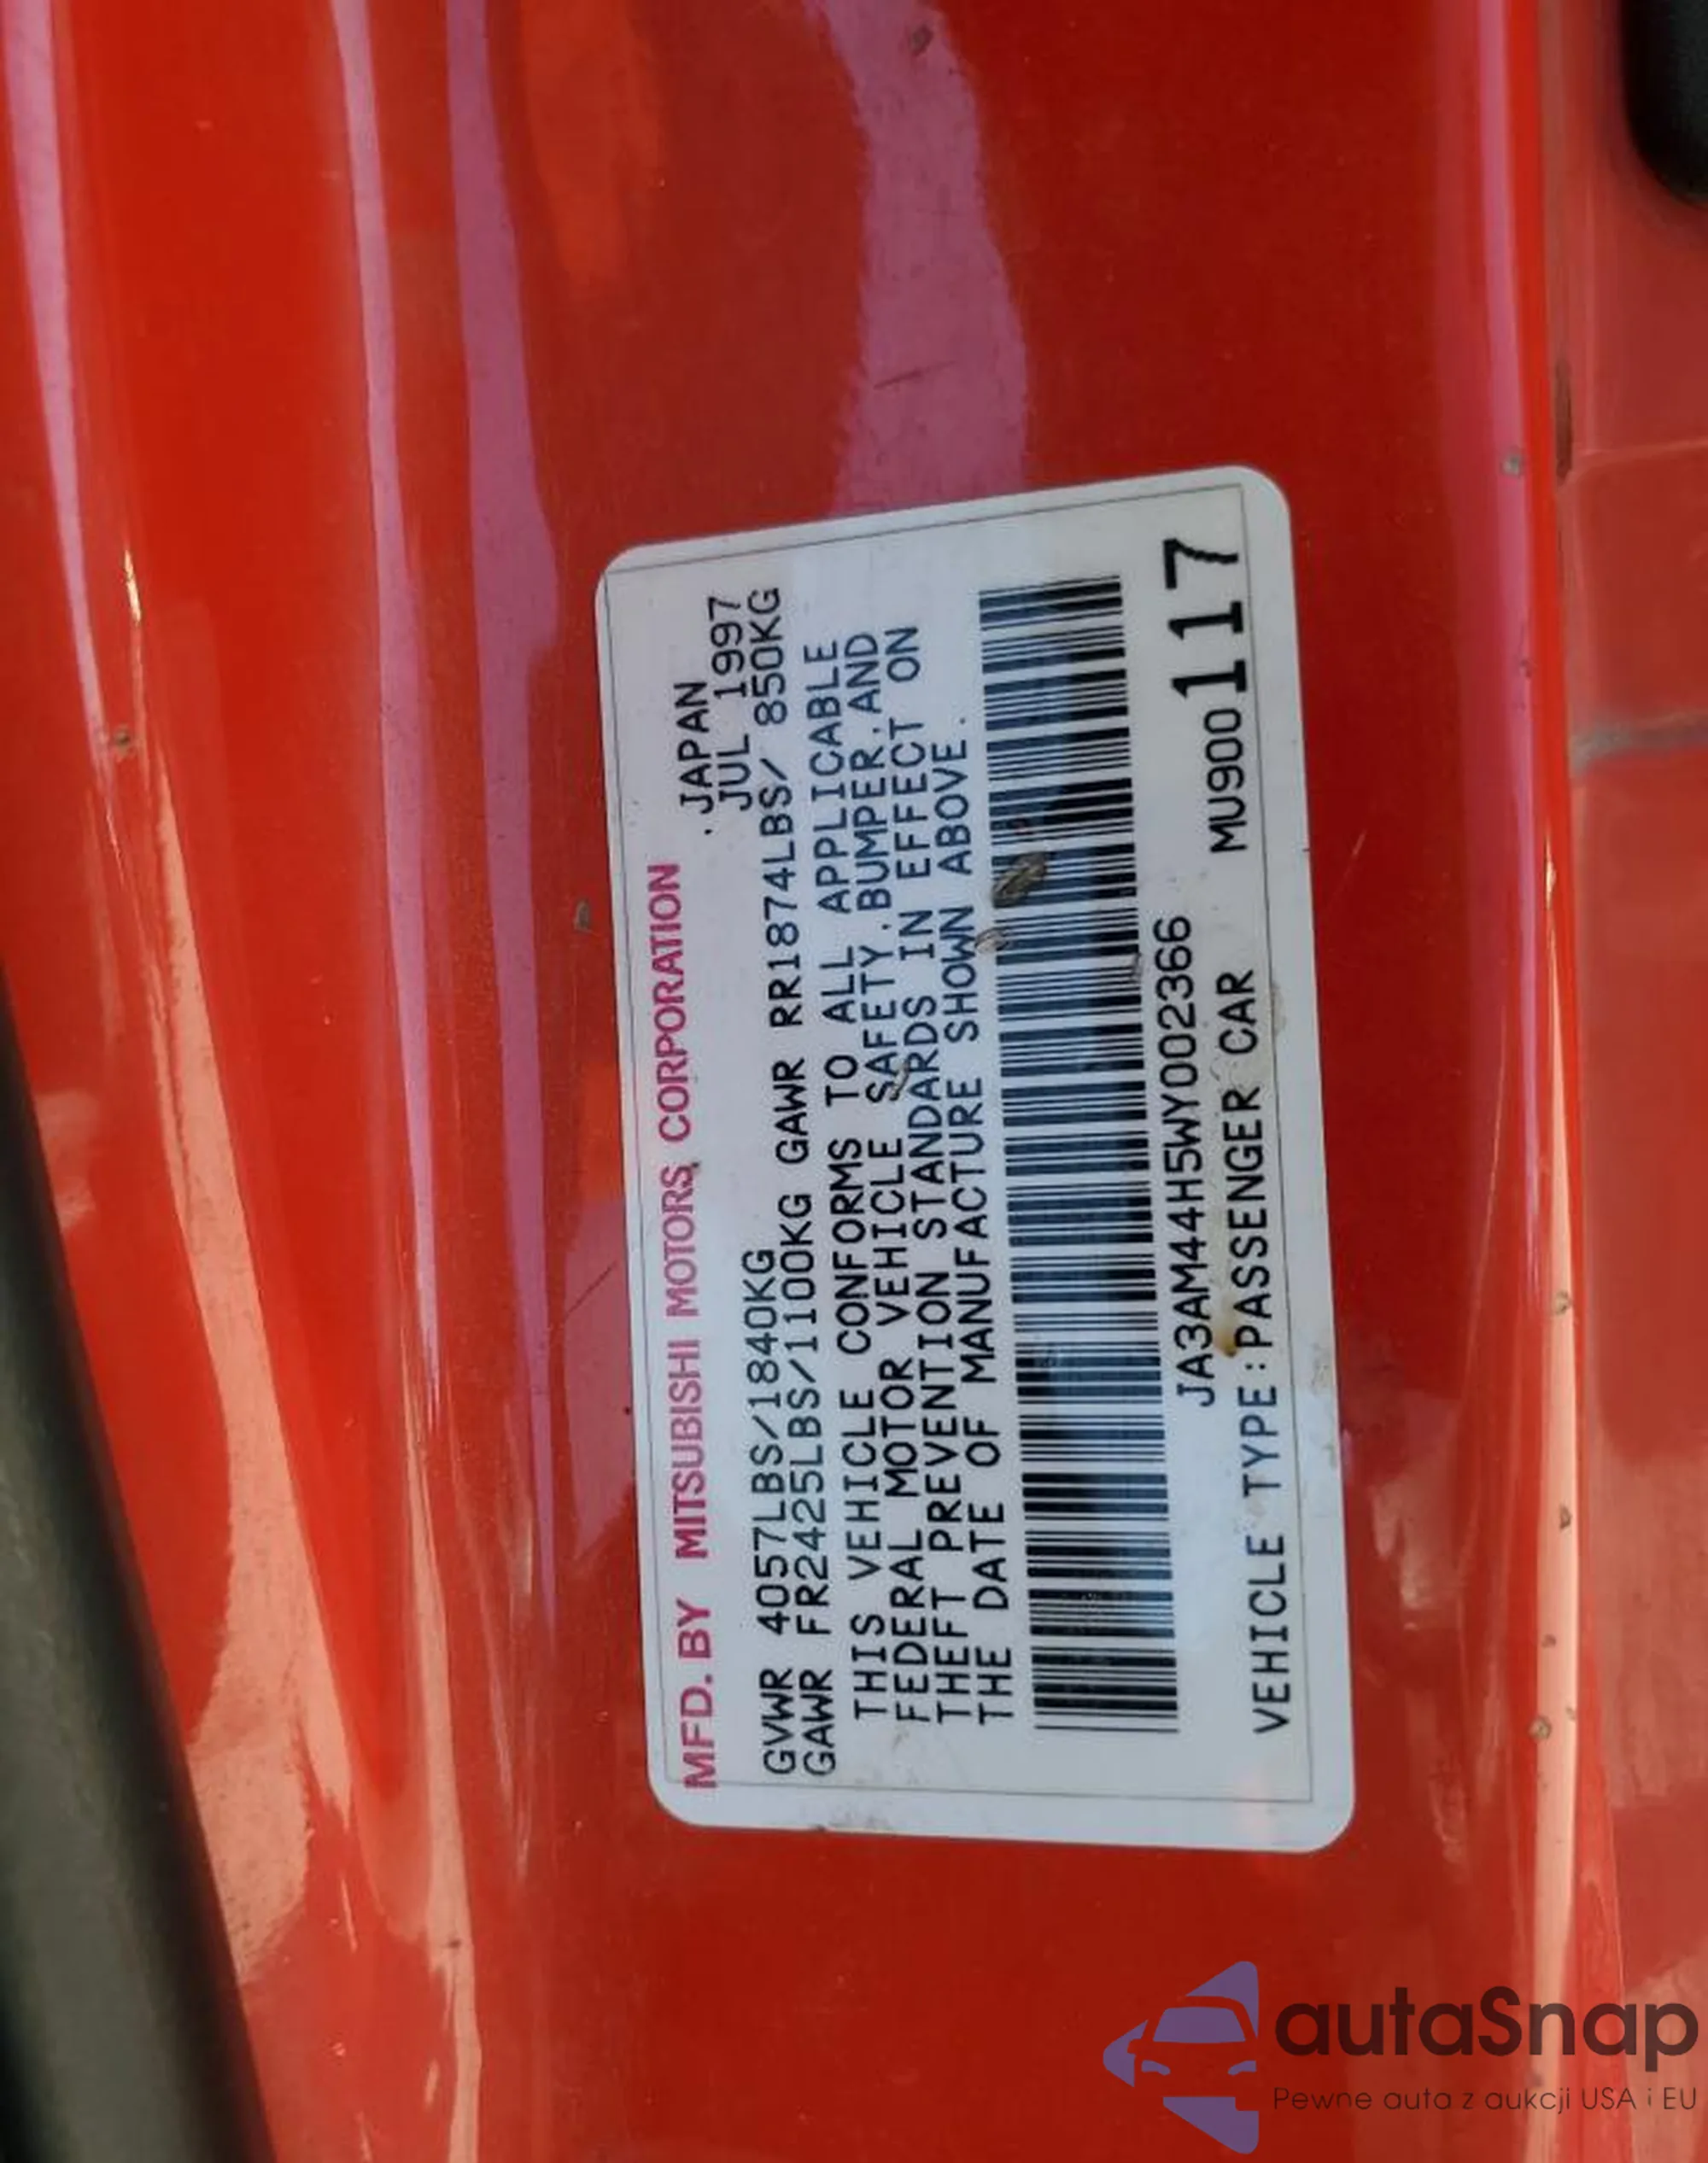 MFD. BY MITSUBISHI MOTORS CORPORATION
JAPAN
JUL 1997
GVWR 4057LBS/1840KG
GAWR FR2425LBS/1100KG GAWR RR1874LBS/ 850KG
THIS VEHICLE CONFORMS TO ALL APPLICABLE
FEDERAL MOTOR VEHICLE SAFETY.BUMPER.AND
THEFT PREVENTION STANDARDS IN EFFECT ON
THE DATE OF MANUFACTURE SHOWN ABOVE.
JA3AM44H5WY002366
VEHICLE TYPE:PASSENGER CAR MU900117
autaSnap
Pewne auta z aukcji USA i EU